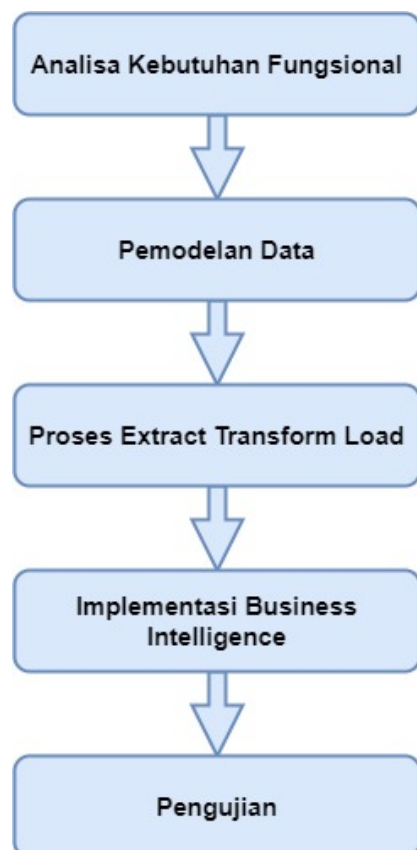 Analisa Kebutuhan Fungsional
Pemodelan Data
Proses Extract Transform Load
Implementasi Business
Intelligence
Pengujian